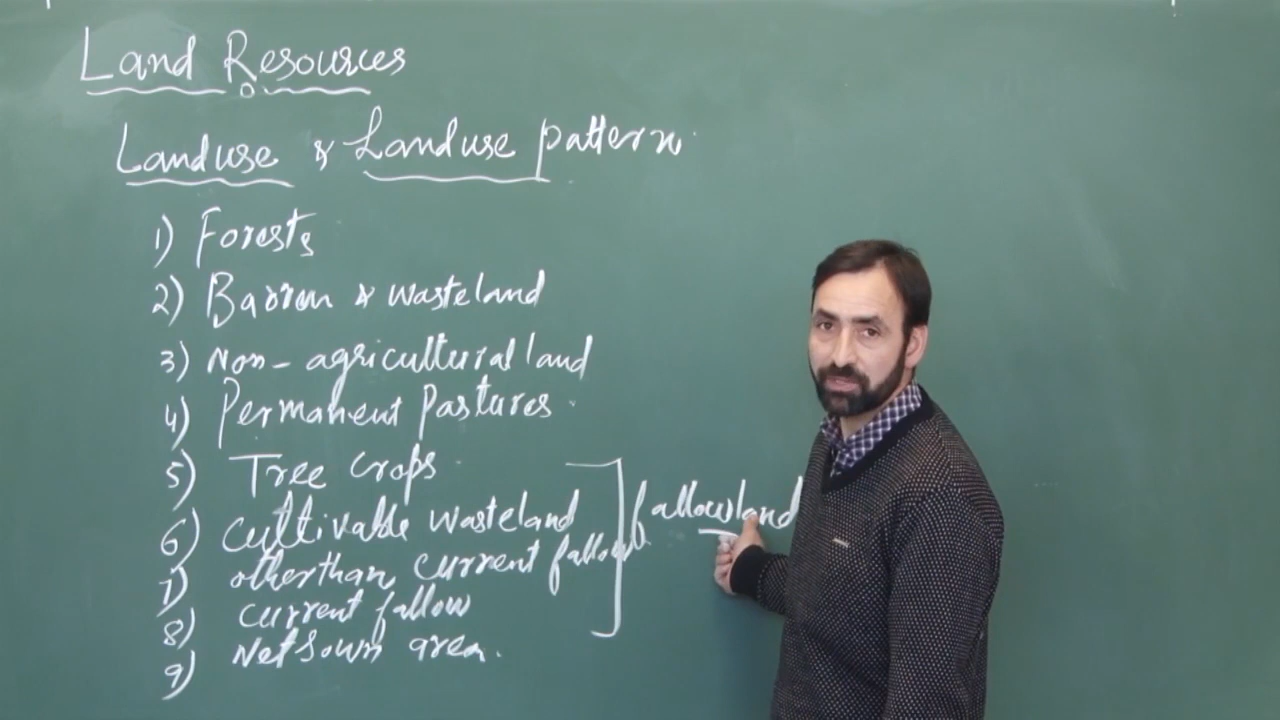 Land Resources
Landuse & Landuse pattern
1) Forests
2) Barren & wasteland
3) Non-agricultural land
4) Permanent Pastures
5) Tree crops
6) Cultivable wasteland
7) otherthan current fallow
fallowland
8) current fallow
9) Net sown area.